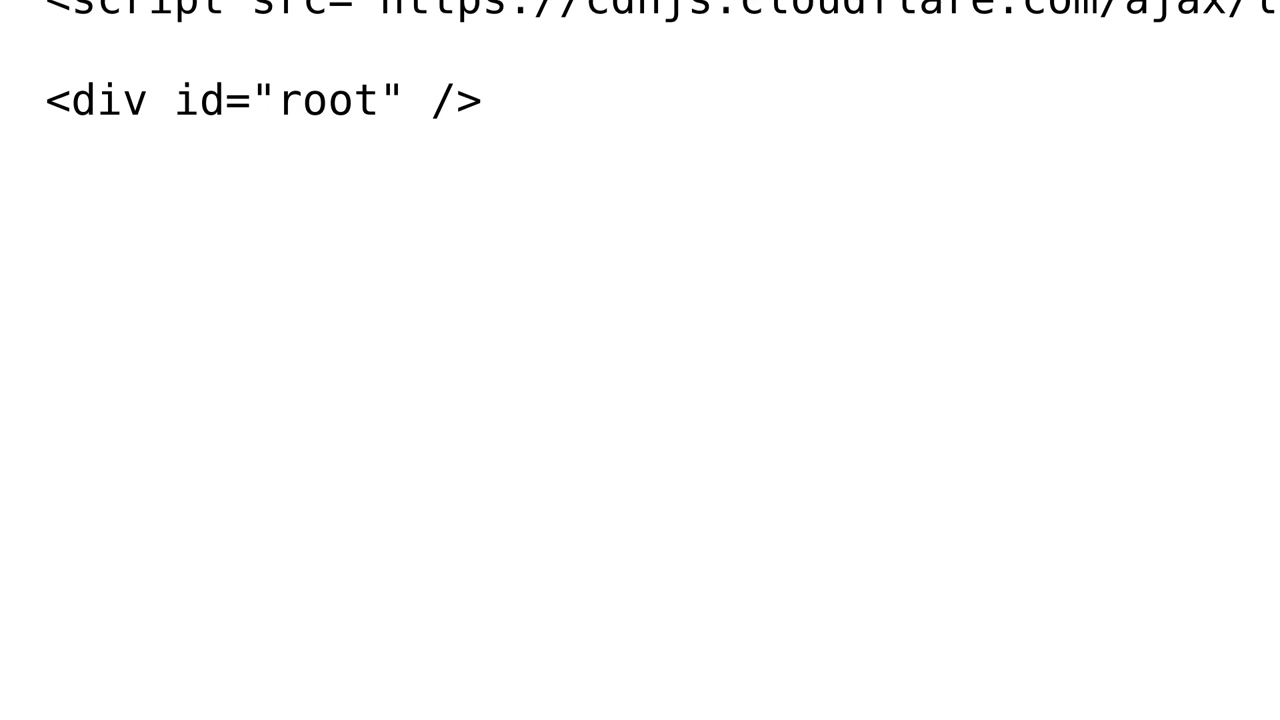 <script src="https://cdnjs.cloudflare.com/ajax/l
<div id="root" />